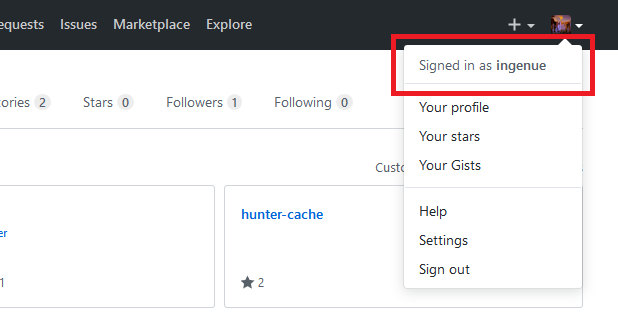 equests Issues Marketplace Explore
Signed in as ingenue
ories 2 Stars 0 Followers 1 Following 0
Your profile
Your stars
Your Gists
Custo
hunter-cache
er
Help
Settings
Sign out
1
2